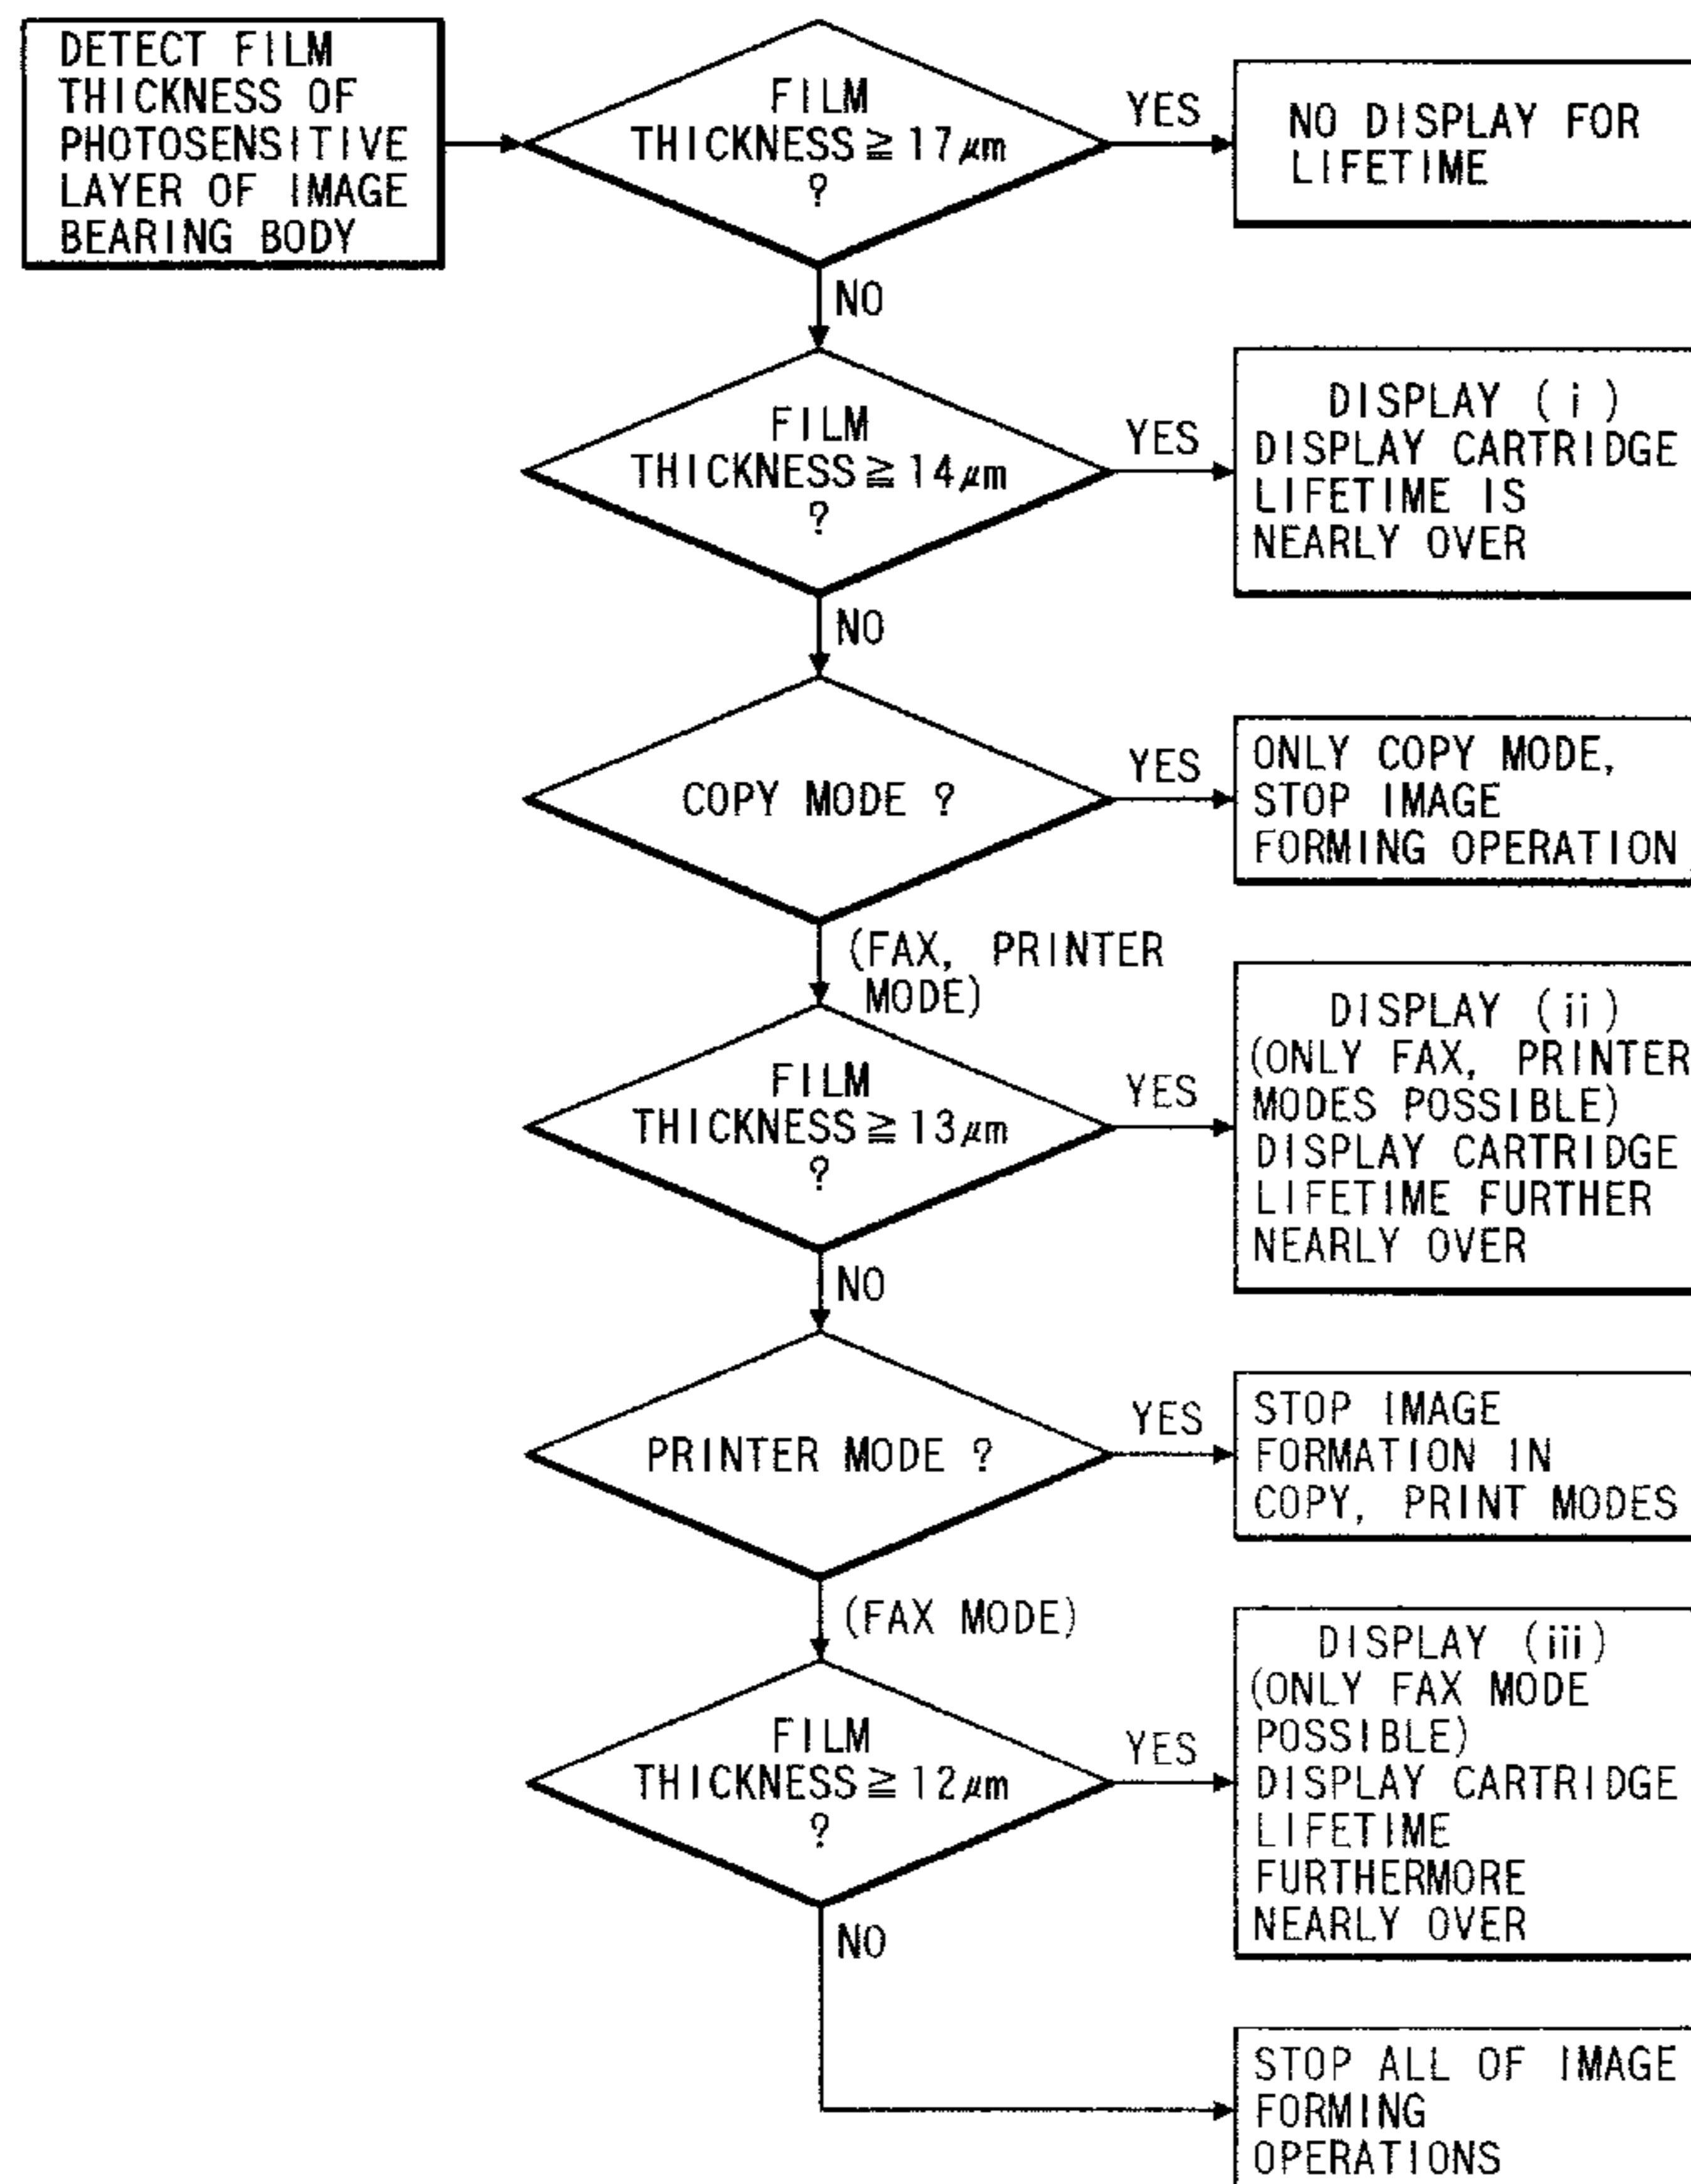 DETECT FILM
THICKNESS OF
PHOTOSENSITIVE
LAYER OF IMAGE
BEARING BODY
FILM
THICKNESS ≧ 17μm
?
YES
NO DISPLAY FOR
LIFETIME
NO
FILM
THICKNESS ≧ 14μm
?
YES
DISPLAY (i)
DISPLAY CARTRIDGE
LIFETIME IS
NEARLY OVER
NO
COPY MODE ?
YES
ONLY COPY MODE,
STOP IMAGE
FORMING OPERATION
(FAX, PRINTER
MODE)
FILM
THICKNESS ≧ 13μm
?
YES
DISPLAY (ii)
(ONLY FAX, PRINTER
MODES POSSIBLE)
DISPLAY CARTRIDGE
LIFETIME FURTHER
NEARLY OVER
NO
PRINTER MODE ?
YES
STOP IMAGE
FORMATION IN
COPY, PRINT MODES
(FAX MODE)
FILM
THICKNESS ≧ 12μm
?
YES
DISPLAY (iii)
(ONLY FAX MODE
POSSIBLE)
DISPLAY CARTRIDGE
LIFETIME
FURTHERMORE
NEARLY OVER
NO
STOP ALL OF IMAGE
FORMING
OPERATIONS